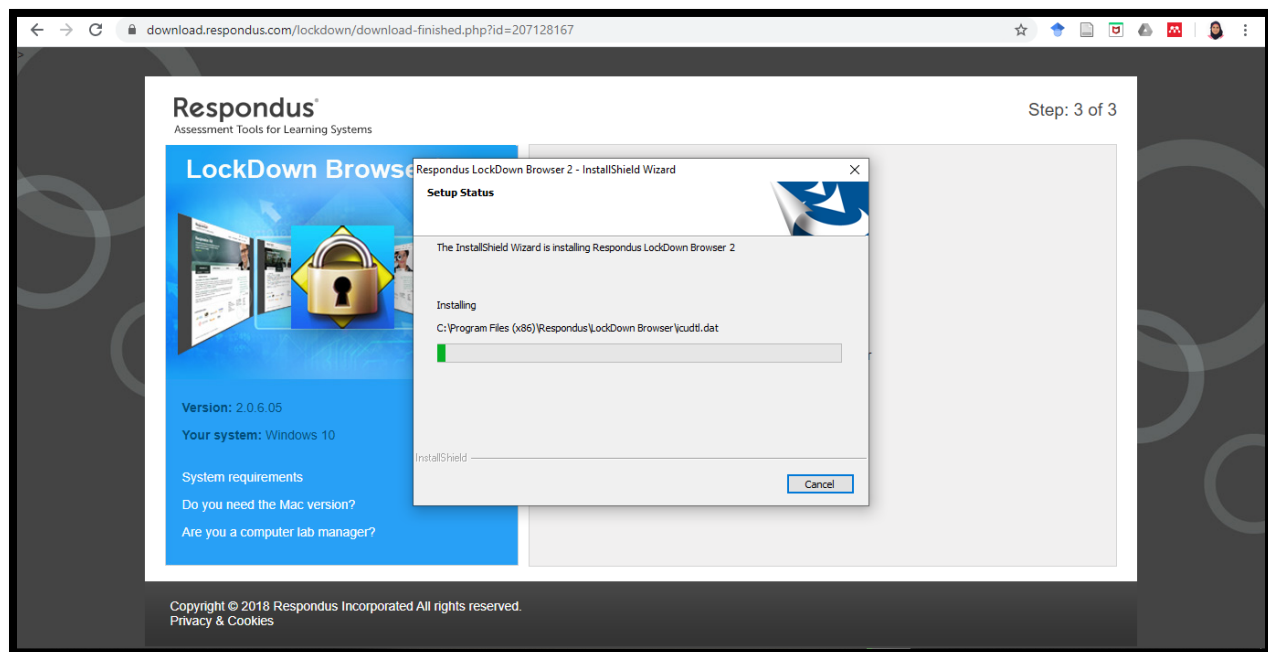 download.respondus.com/lockdown/download-finished.php?id=207128167
>
Respondus
Assessment Tools for Learning Systems
Step: 3 of 3
LockDown Browse
Respondus LockDown Browser 2 - InstallShield Wizard
Setup Status
The InstallShield Wizard is installing Respondus LockDown Browser 2
Installing
C:\Program Files (x86)\Respondus\LockDown Browser\icudtl.dat
r
InstallShield
Cancel
Version: 2.0.6.05
Your system: Windows 10
System requirements
Do you need the Mac version?
Are you a computer lab manager?
Copyright © 2018 Respondus Incorporated All rights reserved.
Privacy & Cookies